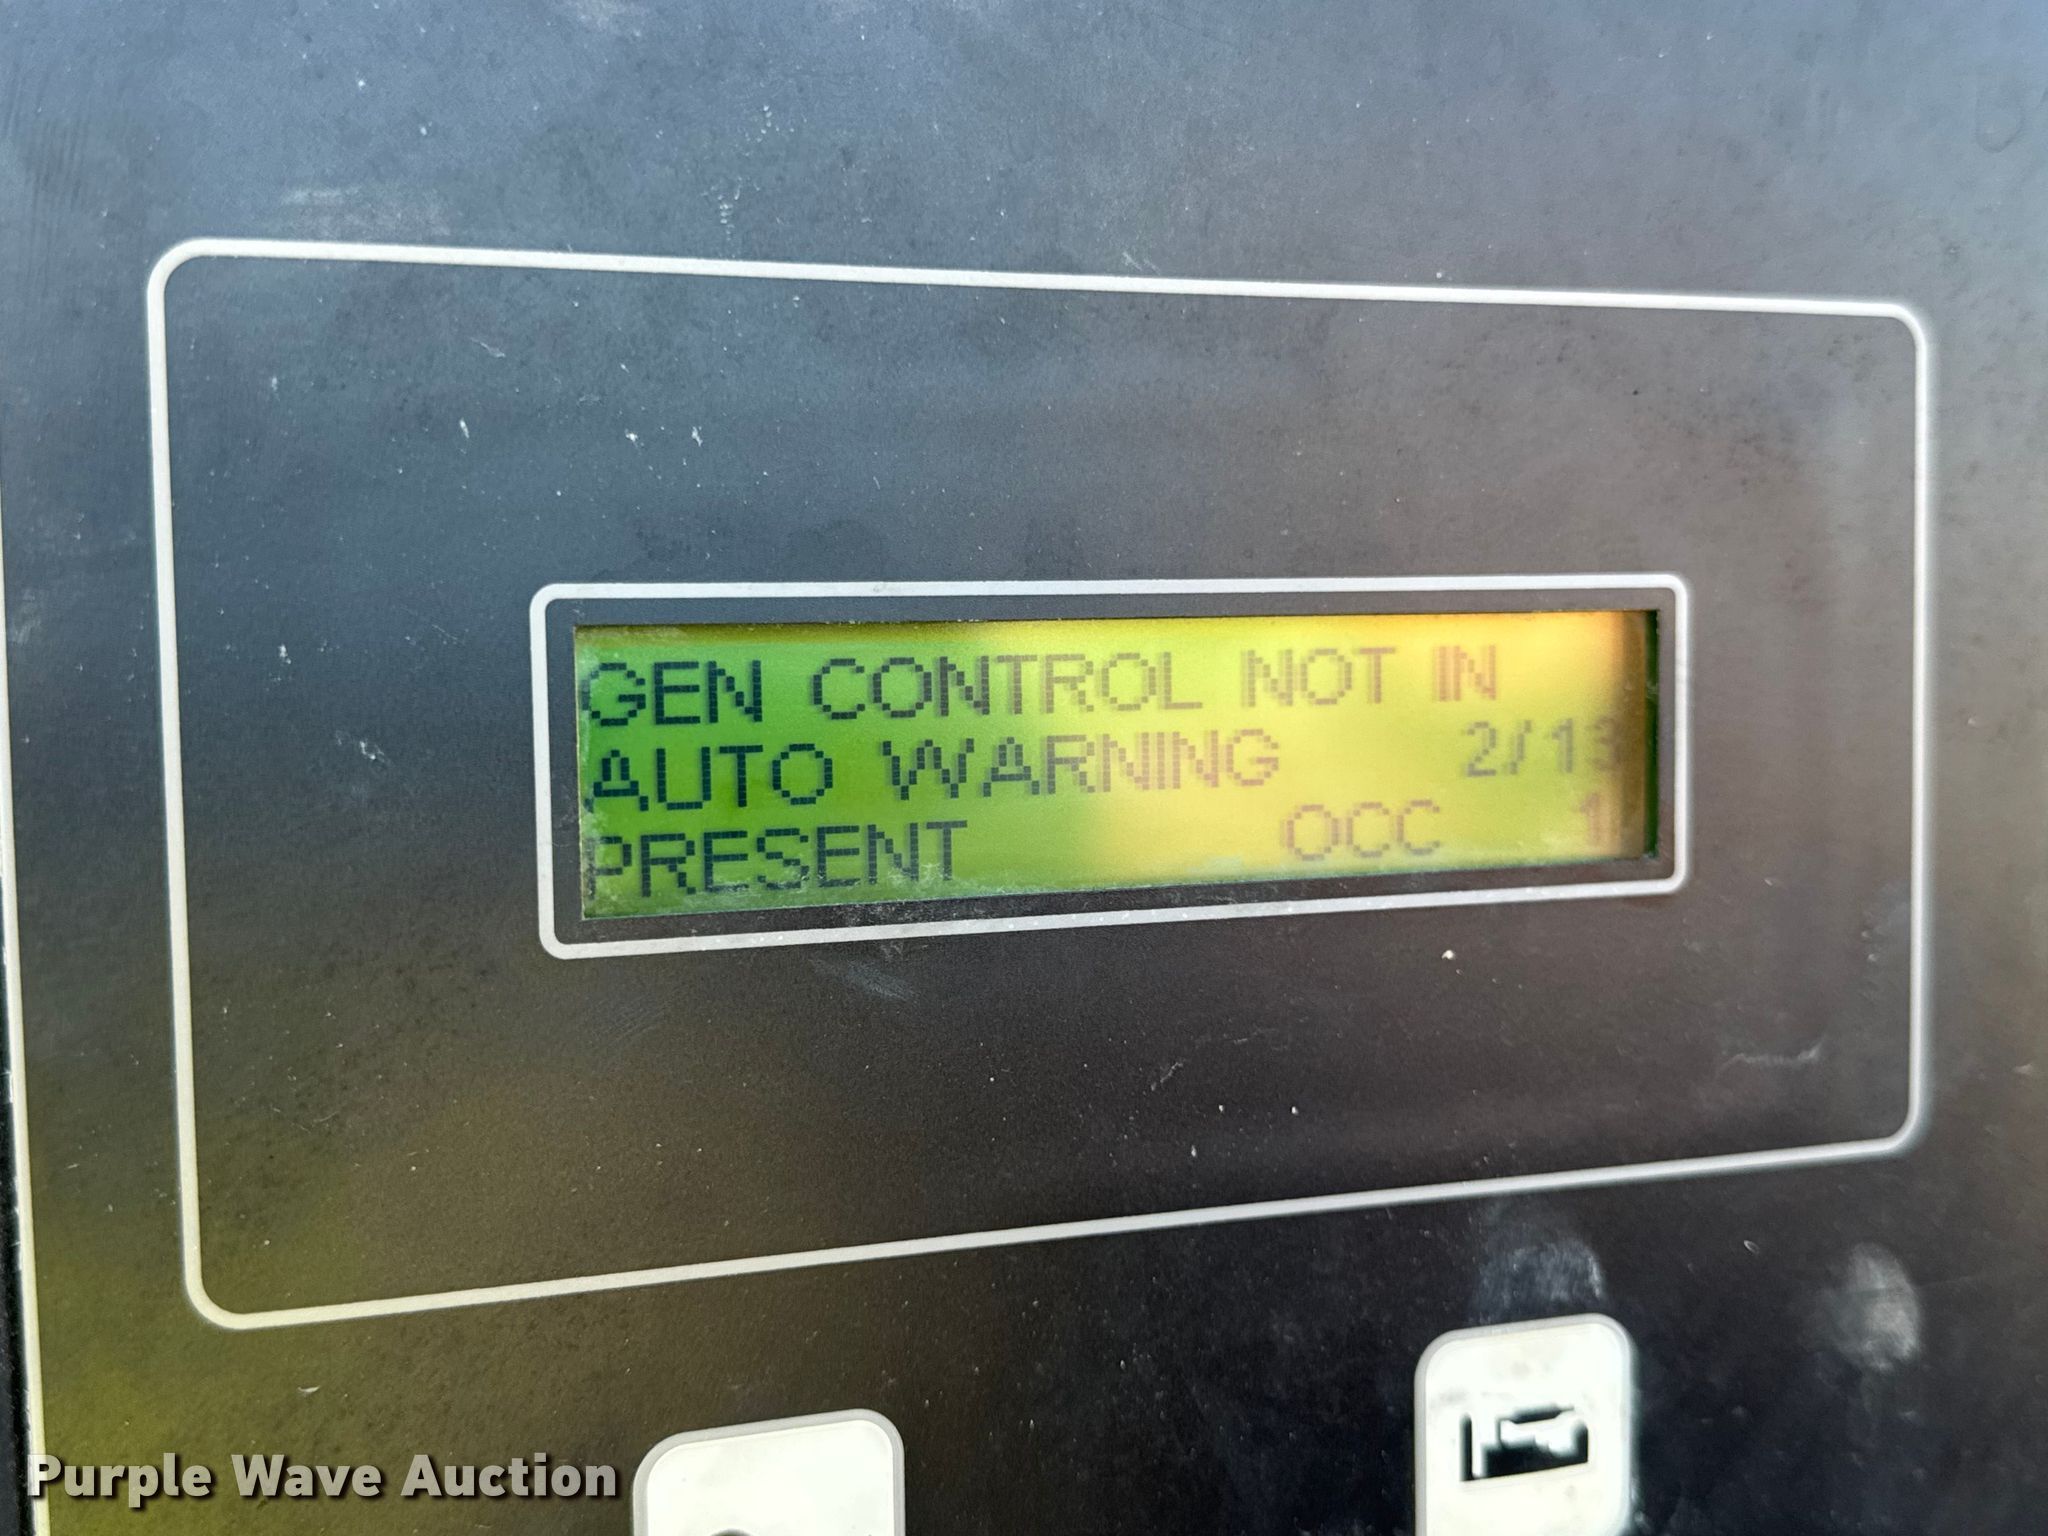 GEN CONTROL NOT IN
AUTO WARNING 2/13
PRESENT OCC 1
Purple Wave Auction